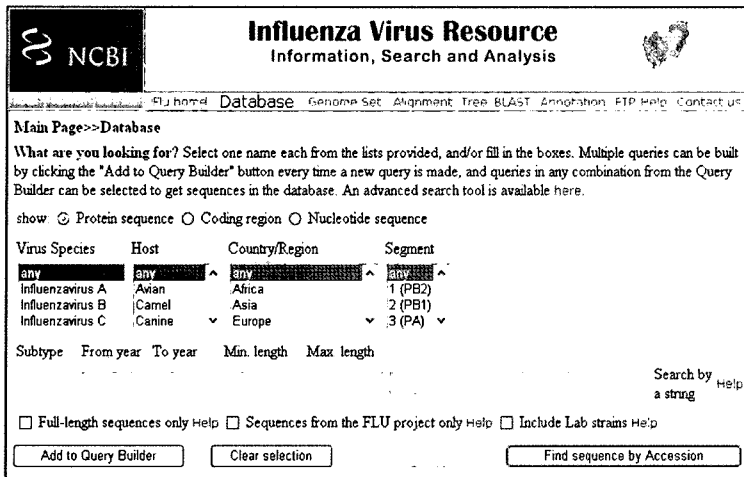 NCBI
Influenza Virus Resource
Information, Search and Analysis
Flu home Database Genome Set Alignment Tree BLAST Annotation FTP Help Contact us
Main Page>>Database
What are you looking for? Select one name each from the lists provided, and/or fill in the boxes. Multiple queries can be built
by clicking the "Add to Query Builder" button every time a new query is made, and queries in any combination from the Query
Builder can be selected to get sequences in the database. An advanced search tool is available here.
show: Protein sequence Coding region Nucleotide sequence
Virus Species Host Country/Region Segment
any any any any
Influenzavirus A Avian Africa 1 (PB2)
Influenzavirus B Camel Asia 2 (PB1)
Influenzavirus C Canine Europe 3 (PA)
Subtype From year To year Min. length Max length
Search by
a string Help
Full-length sequences only Help Sequences from the FLU project only Help Include Lab strains Help
Add to Query Builder Clear selection Find sequence by Accession